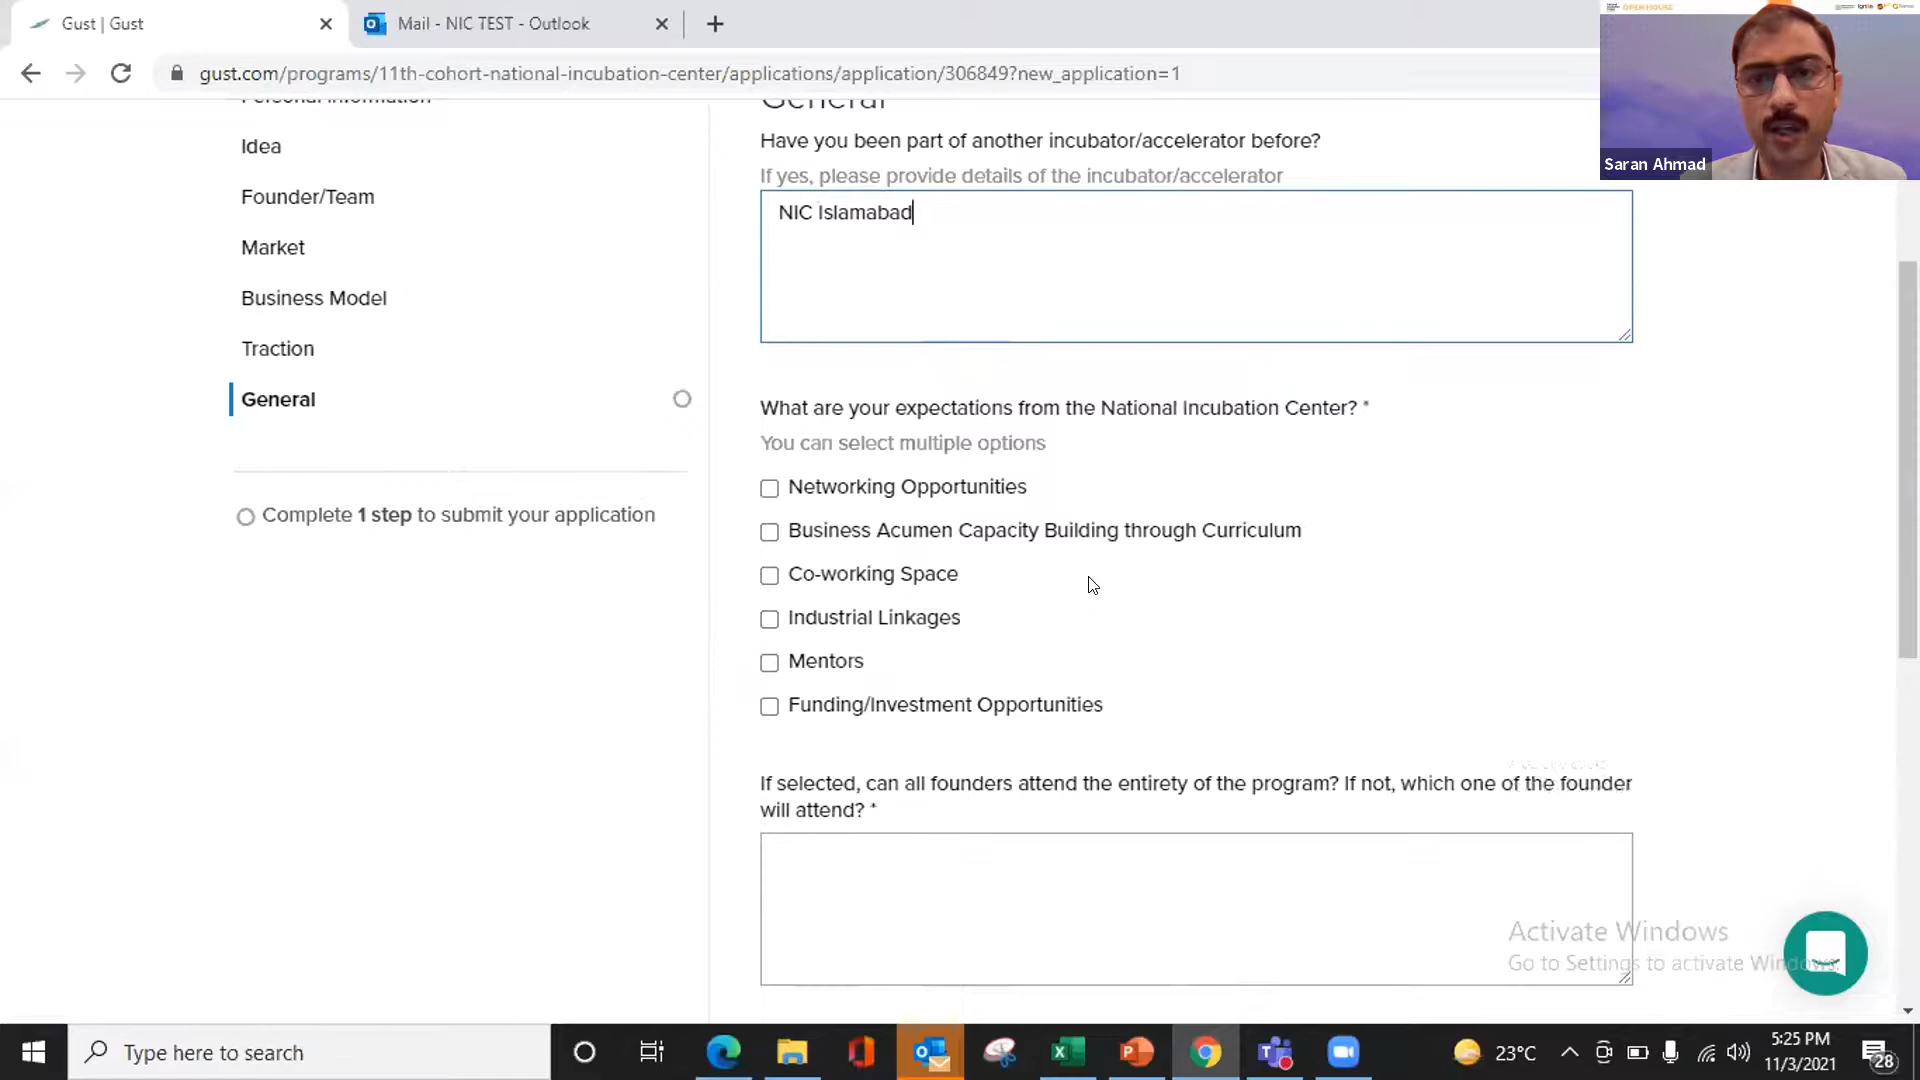 Gust | Gust
Mail - NIC TEST - Outlook
gust.com/programs/11th-cohort-national-incubation-center/applications/application/306849?new_application=1
OPEN HOUSE
Saran Ahmad
Personal Information
Idea
Founder/Team
Market
Business Model
Traction
General
Complete 1 step to submit your application
General
Have you been part of another incubator/accelerator before?
If yes, please provide details of the incubator/accelerator
NIC Islamabad
What are your expectations from the National Incubation Center? *
You can select multiple options
Networking Opportunities
Business Acumen Capacity Building through Curriculum
Co-working Space
Industrial Linkages
Mentors
Funding/Investment Opportunities
If selected, can all founders attend the entirety of the program? If not, which one of the founder
will attend? *
Activate Windows
Go to Settings to activate Windows.
Type here to search
23°C
5:25 PM
11/3/2021
28